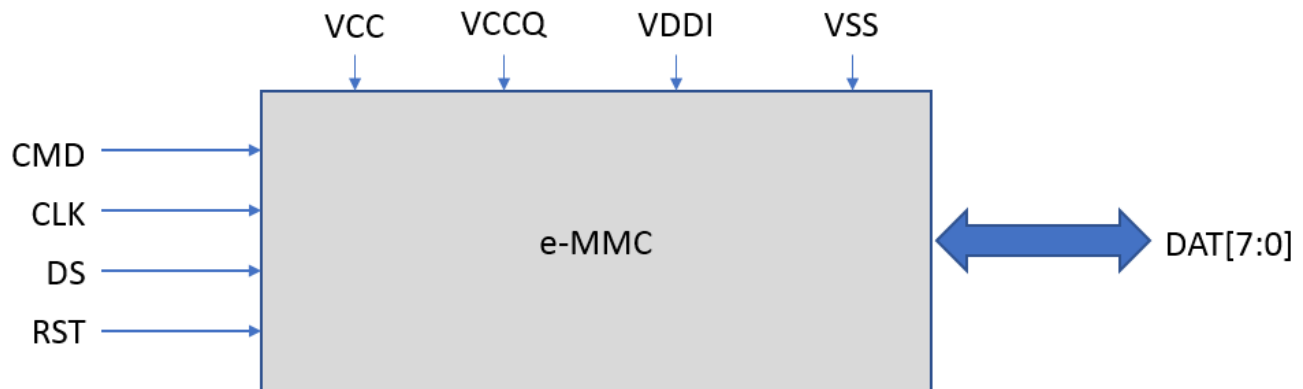 VCC VCCQ VDDI VSS
CMD
CLK
DS
RST
e-MMC
DAT[7:0]